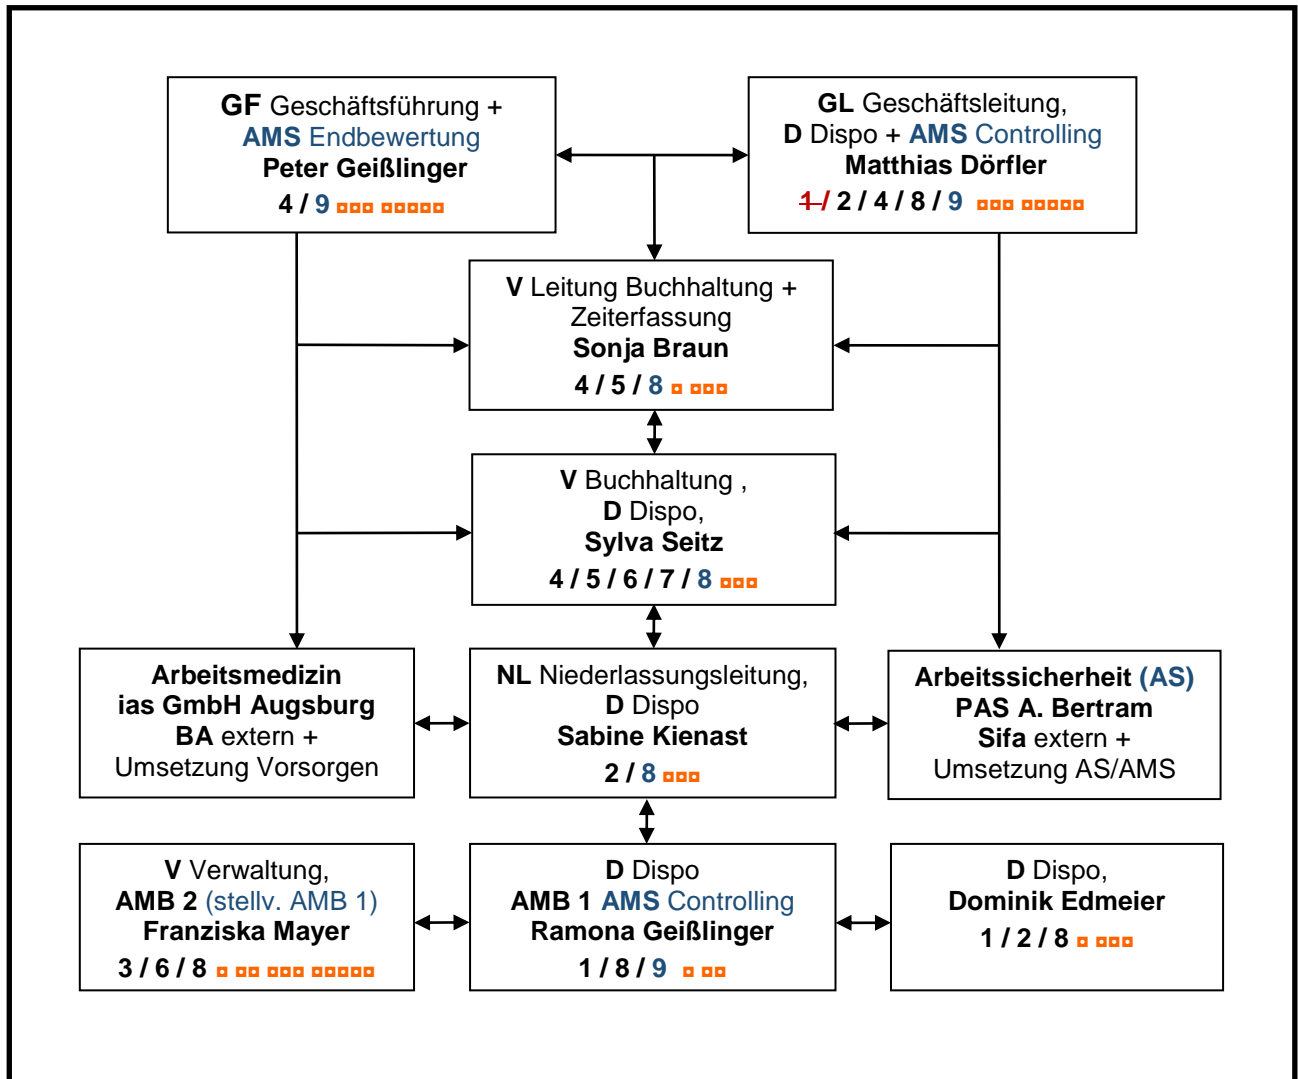 GF Geschäftsführung +
AMS Endbewertung
Peter Geißlinger
4 / 9 ◘◘◘ ◘◘◘◘◘
GL Geschäftsleitung,
D Dispo + AMS Controlling
Matthias Dörfler
1 / 2 / 4 / 8 / 9 ◘◘◘ ◘◘◘◘◘
V Leitung Buchhaltung +
Zeiterfassung
Sonja Braun
4 / 5 / 8 ◘ ◘◘◘
V Buchhaltung ,
D Dispo,
Sylva Seitz
4 / 5 / 6 / 7 / 8 ◘◘◘
Arbeitsmedizin
ias GmbH Augsburg
BA extern +
Umsetzung Vorsorgen
NL Niederlassungsleitung,
D Dispo
Sabine Kienast
2 / 8 ◘◘◘
Arbeitssicherheit (AS)
PAS A. Bertram
Sifa extern +
Umsetzung AS/AMS
V Verwaltung,
AMB 2 (stellv. AMB 1)
Franziska Mayer
3 / 6 / 8 ◘ ◘◘ ◘◘◘ ◘◘◘◘◘
D Dispo
AMB 1 AMS Controlling
Ramona Geißlinger
1 / 8 / 9 ◘ ◘◘
D Dispo,
Dominik Edmeier
1 / 2 / 8 ◘ ◘◘◘